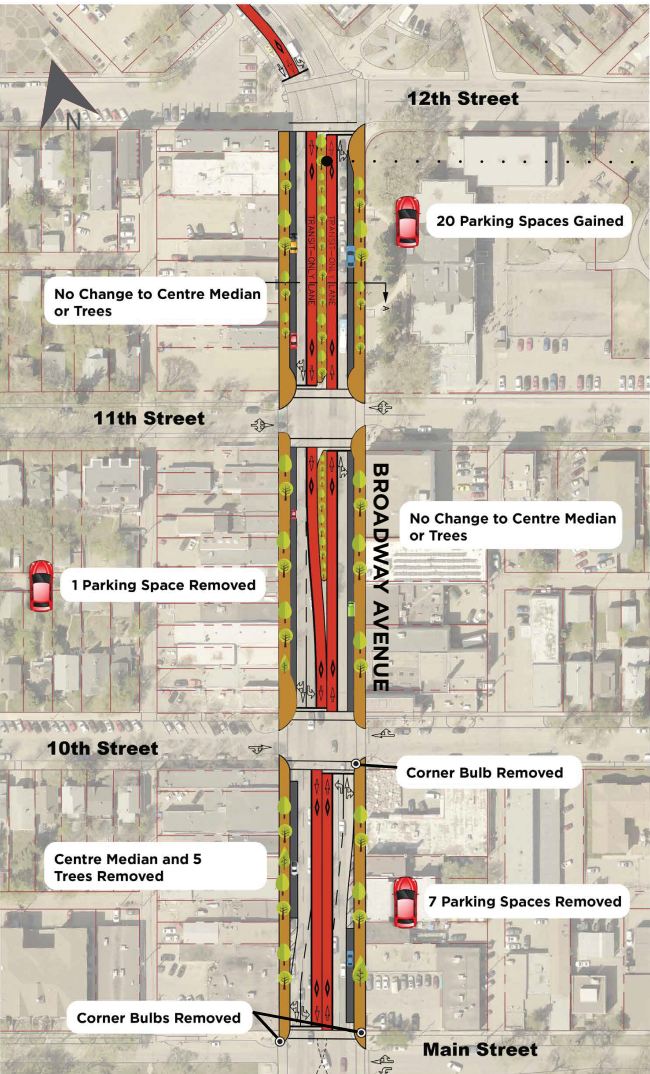 N
12th Street
20 Parking Spaces Gained
TRANSIT-ONLY LANE
TRANSIT-ONLY LANE
No Change to Centre Median
or Trees
A
11th Street
BROADWAY AVENUE
No Change to Centre Median
or Trees
1 Parking Space Removed
10th Street
Corner Bulb Removed
Centre Median and 5
Trees Removed
7 Parking Spaces Removed
Corner Bulbs Removed
Main Street